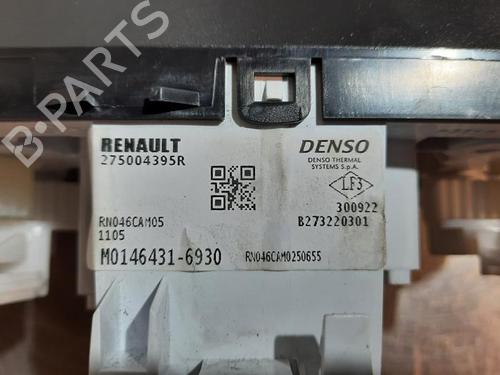 B-PARTS
RENAULT
275004395R
DENSO
DENSO THERMAL
SYSTEMS S.p.A.
LF3
RN046CAM05
1105
300922
B273220301
M0146431-6930
RN046CAM0250655